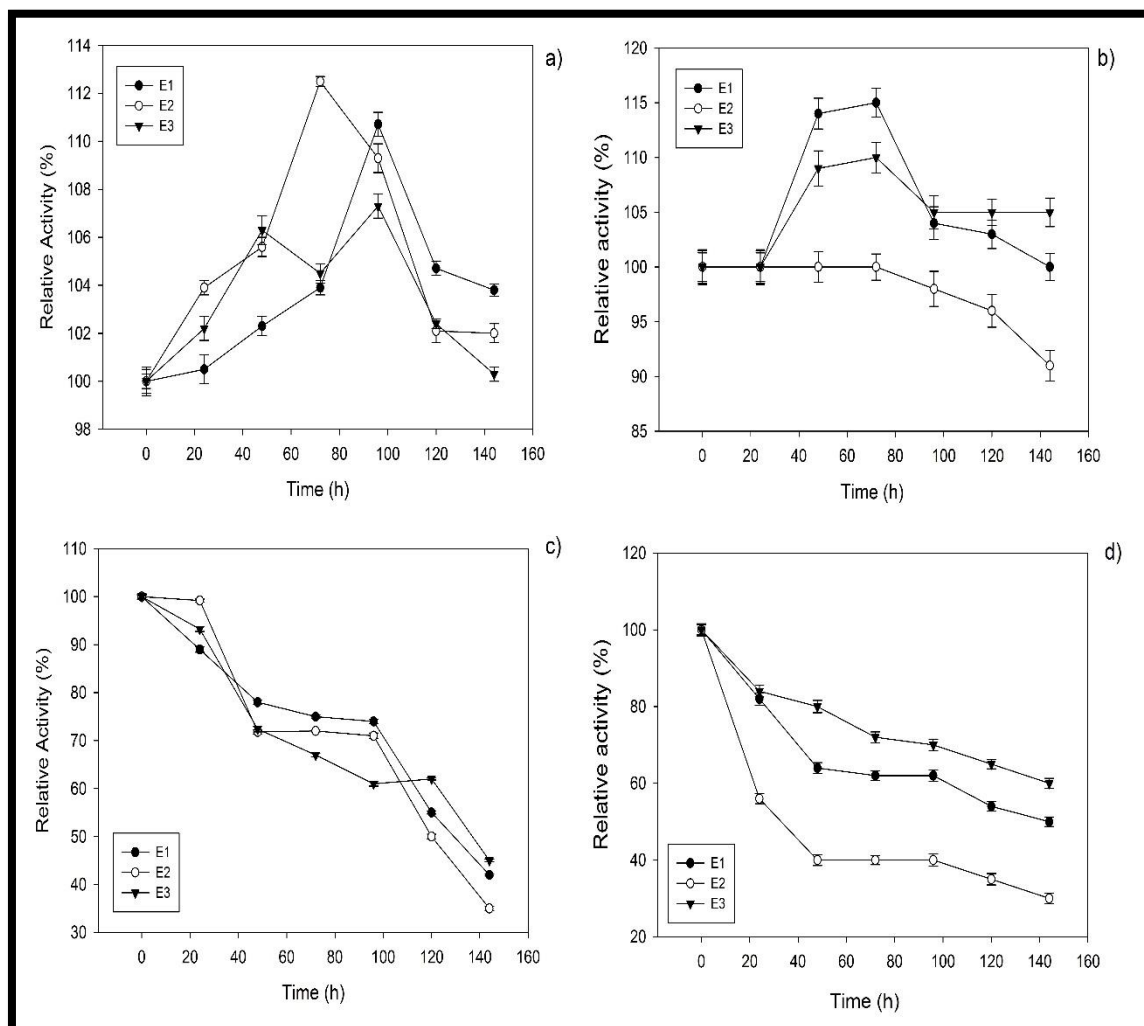 a)
Relative Activity (%)
114
112
110
108
106
104
102
100
98
E1
E2
E3
0 20 40 60 80 100 120 140 160
Time (h)
b)
Relative activity (%)
120
115
110
105
100
95
90
85
E1
E2
E3
0 20 40 60 80 100 120 140 160
Time (h)
c)
Relative Activity (%)
110
100
90
80
70
60
50
40
30
E1
E2
E3
0 20 40 60 80 100 120 140 160
Time (h)
d)
Relative activity (%)
120
100
80
60
40
20
E1
E2
E3
0 20 40 60 80 100 120 140 160
Time (h)